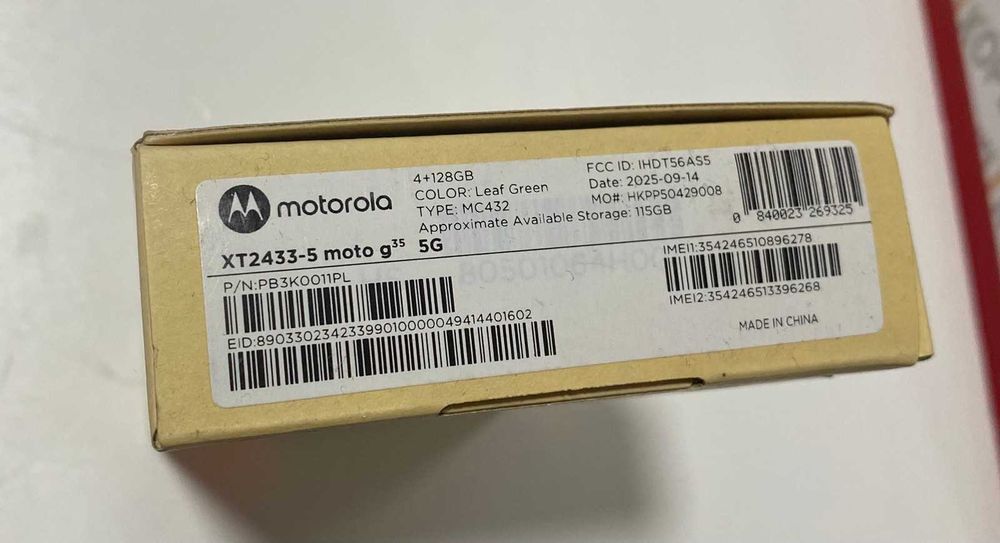 motorola
4+128GB
COLOR: Leaf Green
TYPE: MC432
Approximate Available Storage: 115GB
FCC ID: IHDT56AS5
Date: 2025-09-14
MO#: HKPP50429008
0 840023 269325
XT2433-5 moto g35 5G
P/N:PB3K0011PL
EID:89033023423399010000049414401602
IMEI1:354246510896278
IMEI2:354246513396268
MADE IN CHINA